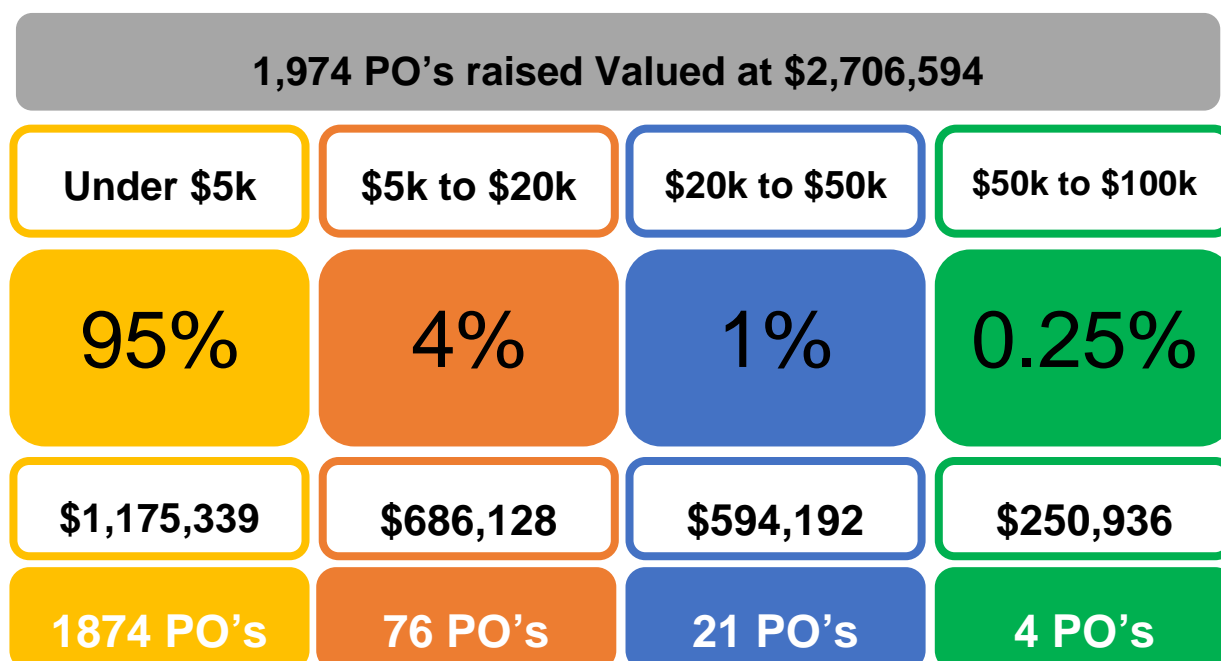 1,974 PO’s raised Valued at $2,706,594
Under $5k
$5k to $20k
$20k to $50k
$50k to $100k
95%
4%
1%
0.25%
$1,175,339
$686,128
$594,192
$250,936
1874 PO’s
76 PO’s
21 PO’s
4 PO’s